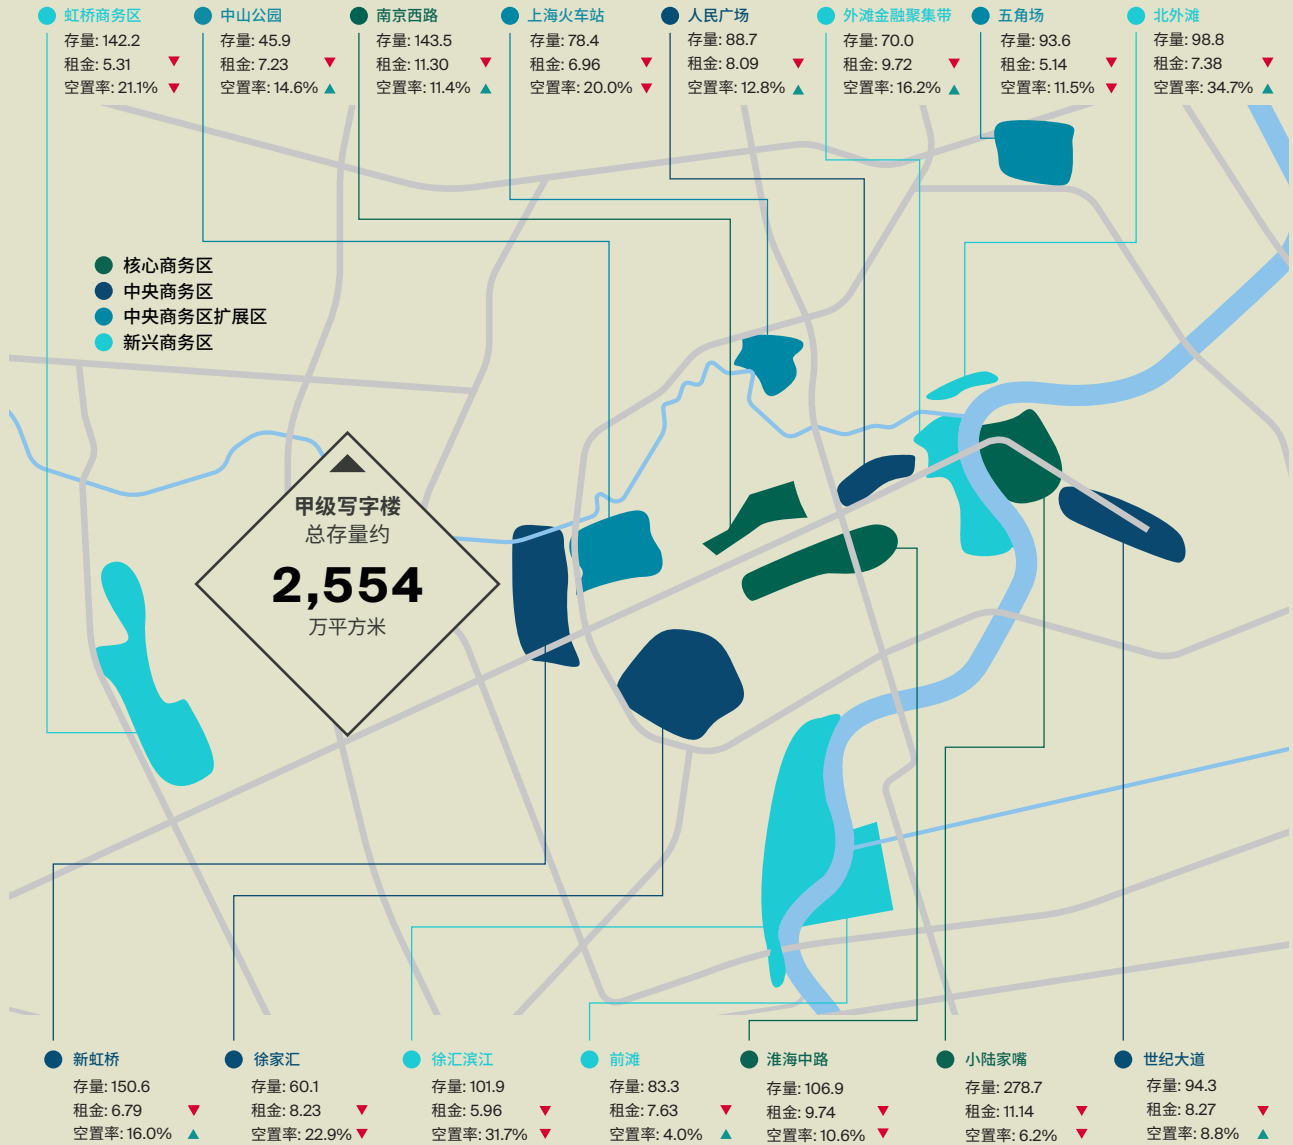 虹桥商务区
存量: 142.2
租金: 5.31
空置率: 21.1%
中山公园
存量: 45.9
租金: 7.23
空置率: 14.6%
南京西路
存量: 143.5
租金: 11.30
空置率: 11.4%
上海火车站
存量: 78.4
租金: 6.96
空置率: 20.0%
人民广场
存量: 88.7
租金: 8.09
空置率: 12.8%
外滩金融聚集带
存量: 70.0
租金: 9.72
空置率: 16.2%
五角场
存量: 93.6
租金: 5.14
空置率: 11.5%
北外滩
存量: 98.8
租金: 7.38
空置率: 34.7%
核心商务区
中央商务区
中央商务区扩展区
新兴商务区
甲级写字楼
总存量约
2,554
万平方米
新虹桥
存量: 150.6
租金: 6.79
空置率: 16.0%
徐家汇
存量: 60.1
租金: 8.23
空置率: 22.9%
徐汇滨江
存量: 101.9
租金: 5.96
空置率: 31.7%
前滩
存量: 83.3
租金: 7.63
空置率: 4.0%
淮海中路
存量: 106.9
租金: 9.74
空置率: 10.6%
小陆家嘴
存量: 278.7
租金: 11.14
空置率: 6.2%
世纪大道
存量: 94.3
租金: 8.27
空置率: 8.8%